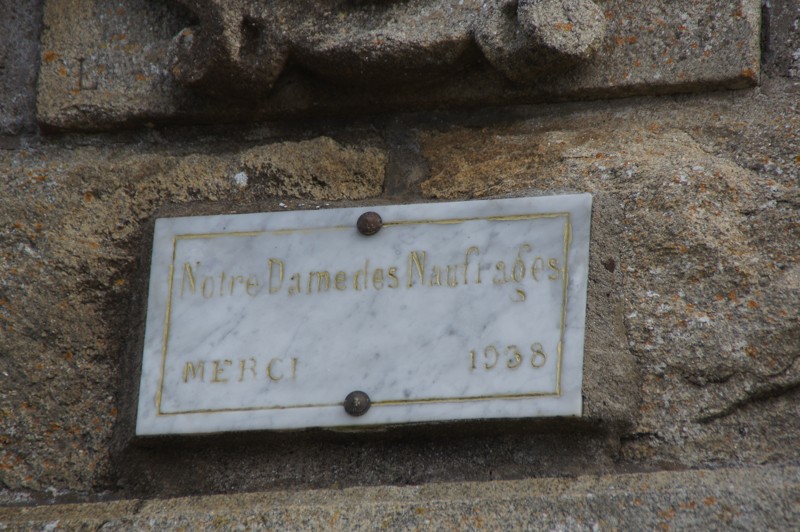 L
Notre Dame des Naufragés
MERCI 1938